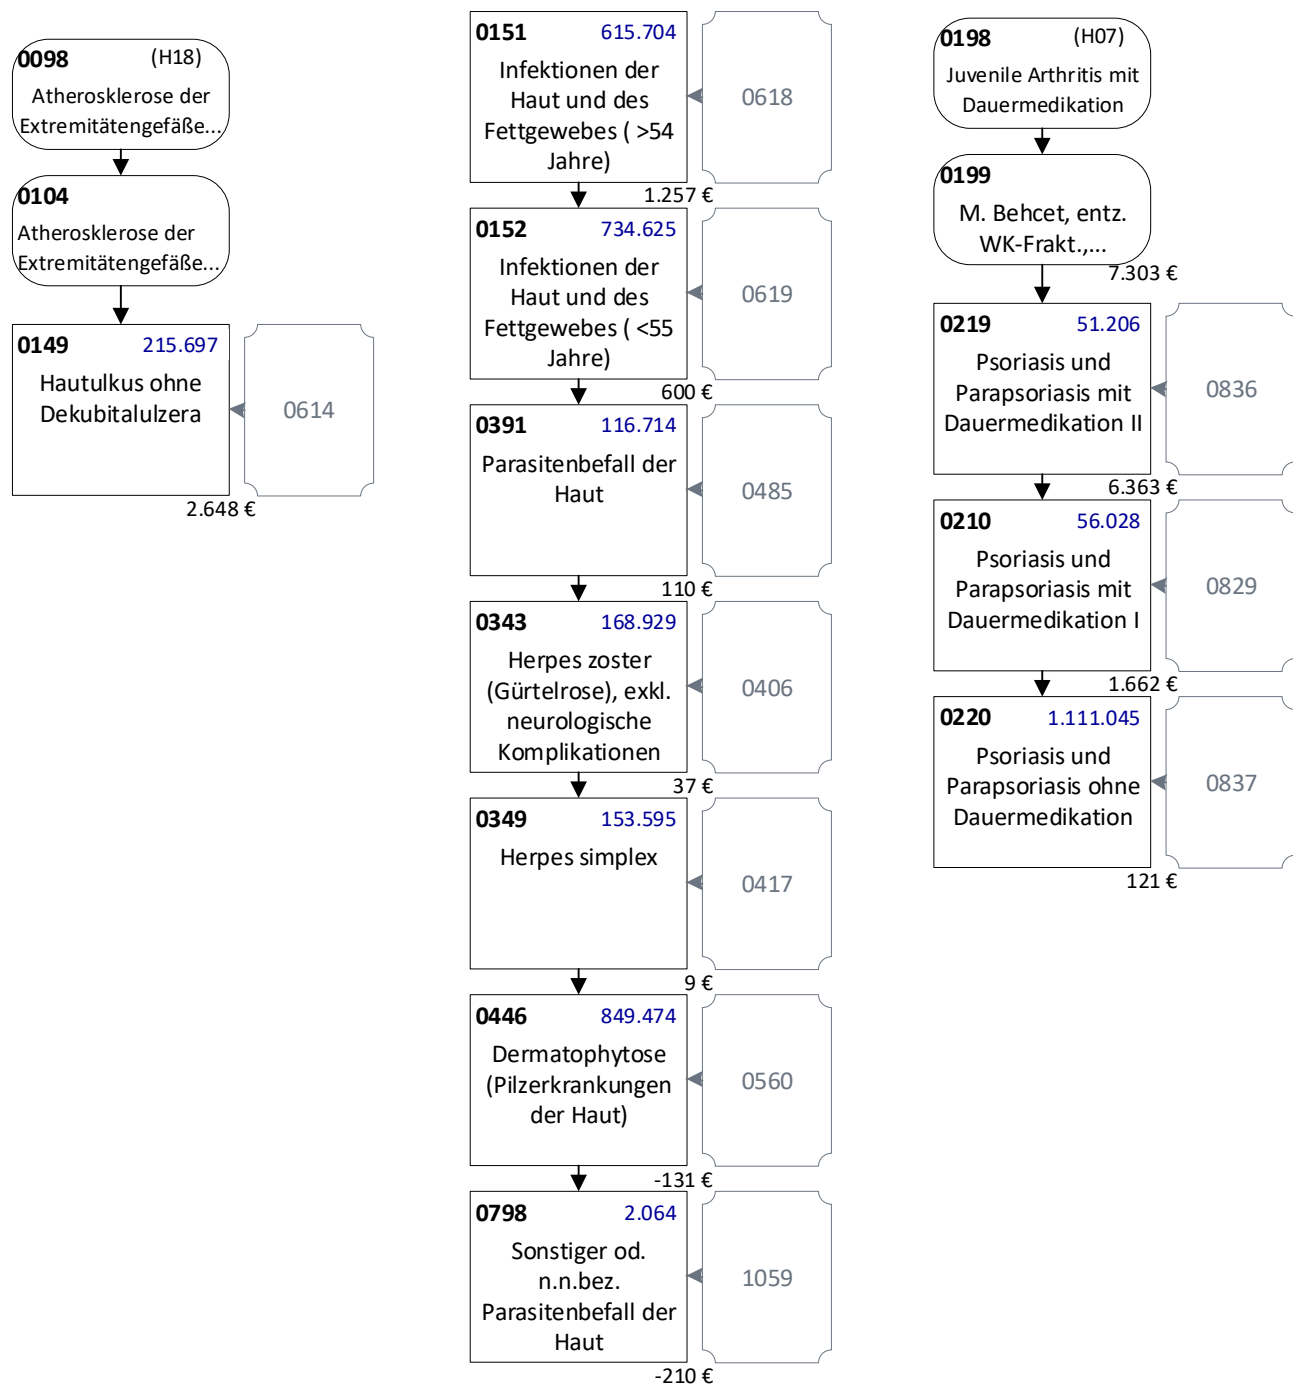 0098 (H18)
Atherosklerose der
Extremitätengefäße...
0104
Atherosklerose der
Extremitätengefäße...
0149 215.697
Hautulkus ohne
Dekubitalulzera
0614
2.648 €
0151 615.704
Infektionen der
Haut und des
Fettgewebes ( >54
Jahre)
0618
1.257 €
0152 734.625
Infektionen der
Haut und des
Fettgewebes ( <55
Jahre)
0619
600 €
0391 116.714
Parasitenbefall der
Haut
0485
110 €
0343 168.929
Herpes zoster
(Gürtelrose), exkl.
neurologische
Komplikationen
0406
37 €
0349 153.595
Herpes simplex
0417
9 €
0446 849.474
Dermatophytose
(Pilzerkrankungen
der Haut)
0560
-131 €
0798 2.064
Sonstiger od.
n.n.bez.
Parasitenbefall der
Haut
1059
-210 €
0198 (H07)
Juvenile Arthritis mit
Dauermedikation
0199
M. Behcet, entz.
WK-Frakt.,...
7.303 €
0219 51.206
Psoriasis und
Parapsoriasis mit
Dauermedikation II
0836
6.363 €
0210 56.028
Psoriasis und
Parapsoriasis mit
Dauermedikation I
0829
1.662 €
0220 1.111.045
Psoriasis und
Parapsoriasis ohne
Dauermedikation
0837
121 €